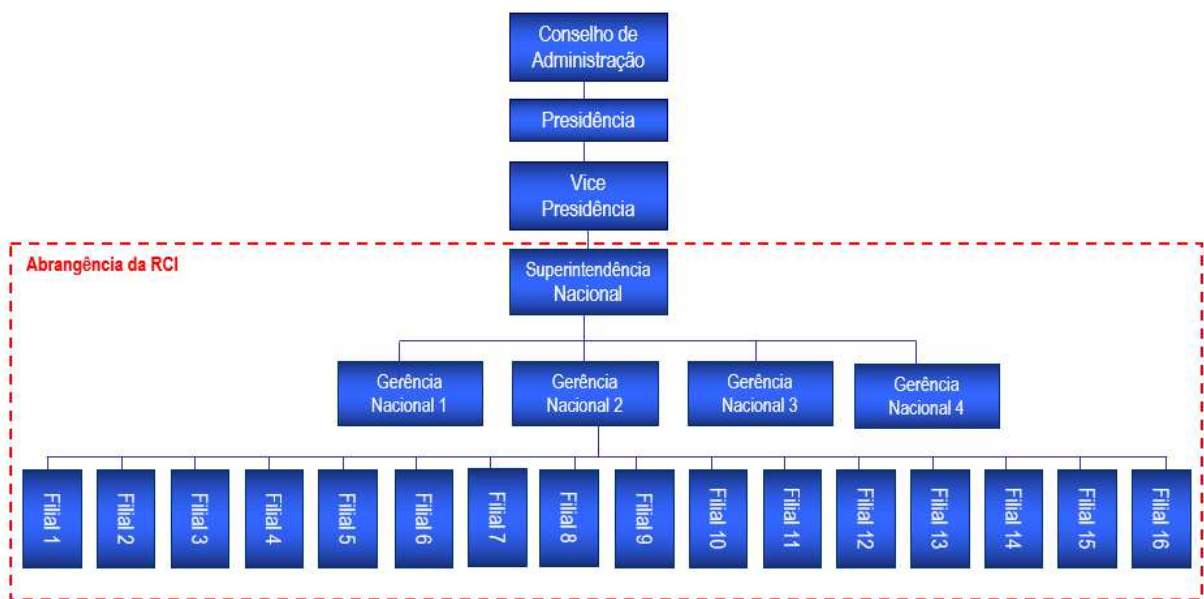 Conselho de
Administração
Presidência
Vice
Presidência
Abrangência da RCI
Superintendência
Nacional
Gerência
Nacional 1
Gerência
Nacional 2
Gerência
Nacional 3
Gerência
Nacional 4
Filial 1
Filial 2
Filial 3
Filial 4
Filial 5
Filial 6
Filial 7
Filial 8
Filial 9
Filial 10
Filial 11
Filial 12
Filial 13
Filial 14
Filial 15
Filial 16